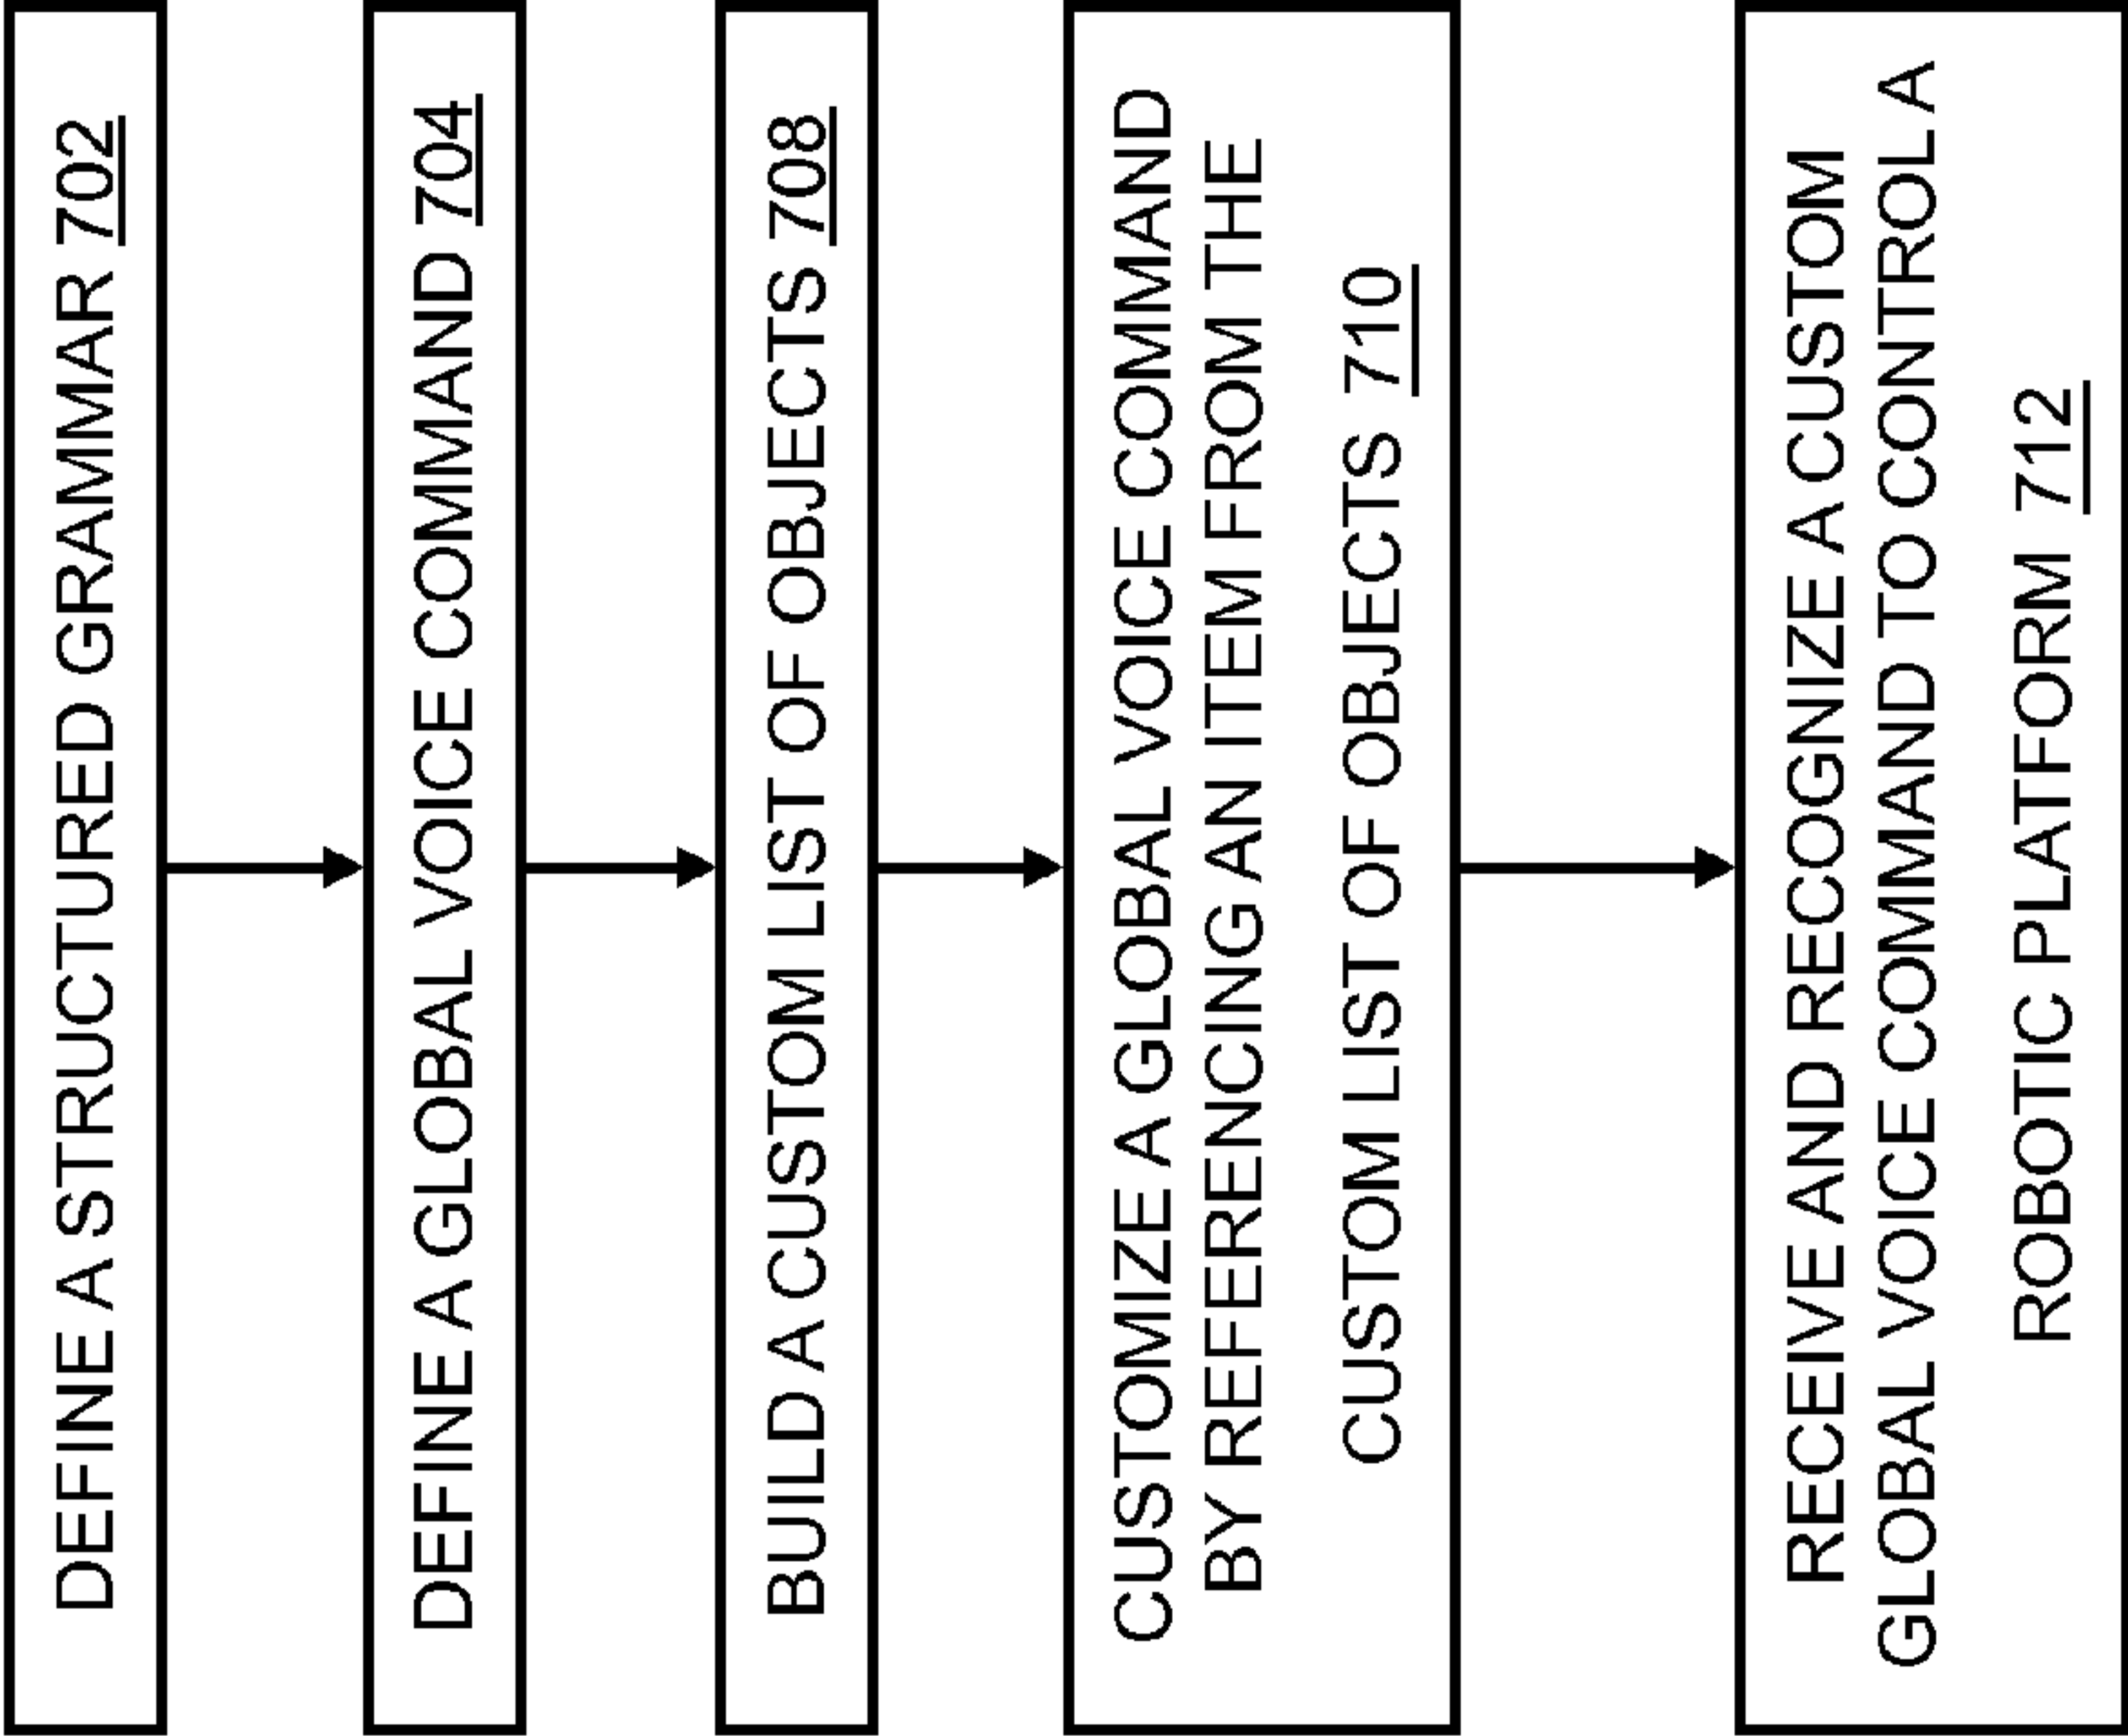 DEFINE A STRUCTURED GRAMMAR 702
DEFINE A GLOBAL VOICE COMMAND 704
BUILD A CUSTOM LIST OF OBJECTS 708
CUSTOMIZE A GLOBAL VOICE COMMAND
BY REFERENCING AN ITEM FROM THE
CUSTOM LIST OF OBJECTS 710
RECEIVE AND RECOGNIZE A CUSTOM
GLOBAL VOICE COMMAND TO CONTROL A
ROBOTIC PLATFORM 712